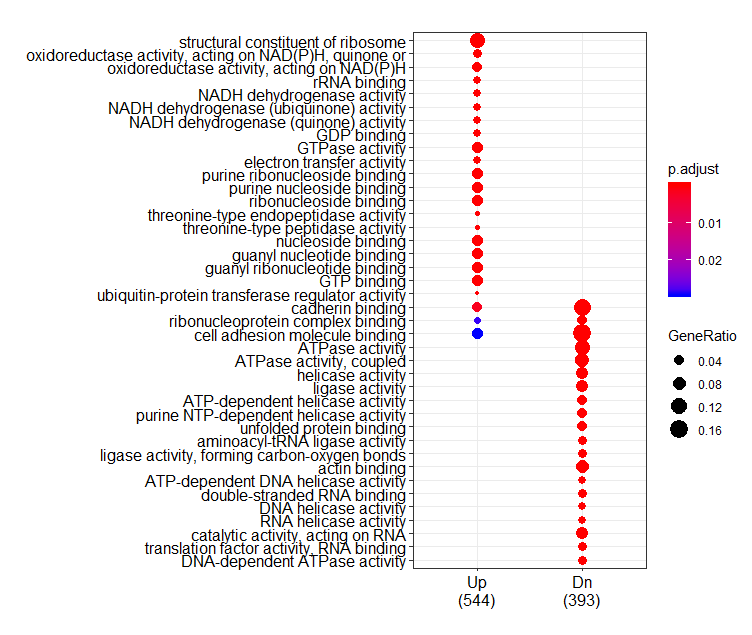 structural constituent of ribosome
oxidoreductase activity, acting on NAD(P)H, quinone or
oxidoreductase activity, acting on NAD(P)H
rRNA binding
NADH dehydrogenase activity
NADH dehydrogenase (ubiquinone) activity
NADH dehydrogenase (quinone) activity
GDP binding
GTPase activity
electron transfer activity
purine ribonucleoside binding
purine nucleoside binding
ribonucleoside binding
threonine-type endopeptidase activity
threonine-type peptidase activity
nucleoside binding
guanyl nucleotide binding
guanyl ribonucleotide binding
GTP binding
ubiquitin-protein transferase regulator activity
cadherin binding
ribonucleoprotein complex binding
cell adhesion molecule binding
ATPase activity
ATPase activity, coupled
helicase activity
ligase activity
ATP-dependent helicase activity
purine NTP-dependent helicase activity
unfolded protein binding
aminoacyl-tRNA ligase activity
ligase activity, forming carbon-oxygen bonds
actin binding
ATP-dependent DNA helicase activity
double-stranded RNA binding
DNA helicase activity
RNA helicase activity
catalytic activity, acting on RNA
translation factor activity, RNA binding
DNA-dependent ATPase activity
Up
(544)
Dn
(393)
p.adjust
0.01
0.02
GeneRatio
0.04
0.08
0.12
0.16